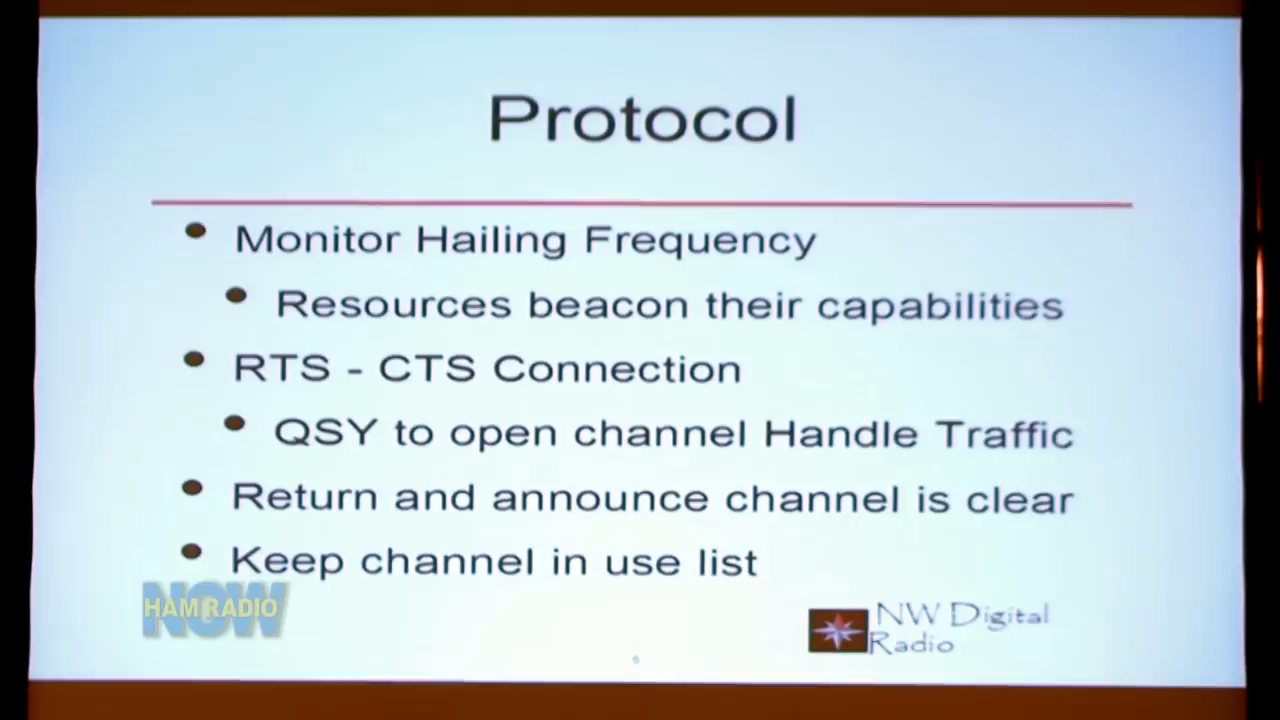 Protocol
Monitor Hailing Frequency
Resources beacon their capabilities
RTS - CTS Connection
QSY to open channel Handle Traffic
Return and announce channel is clear
Keep channel in use list
NOW
HAM RADIO
NW Digital
Radio